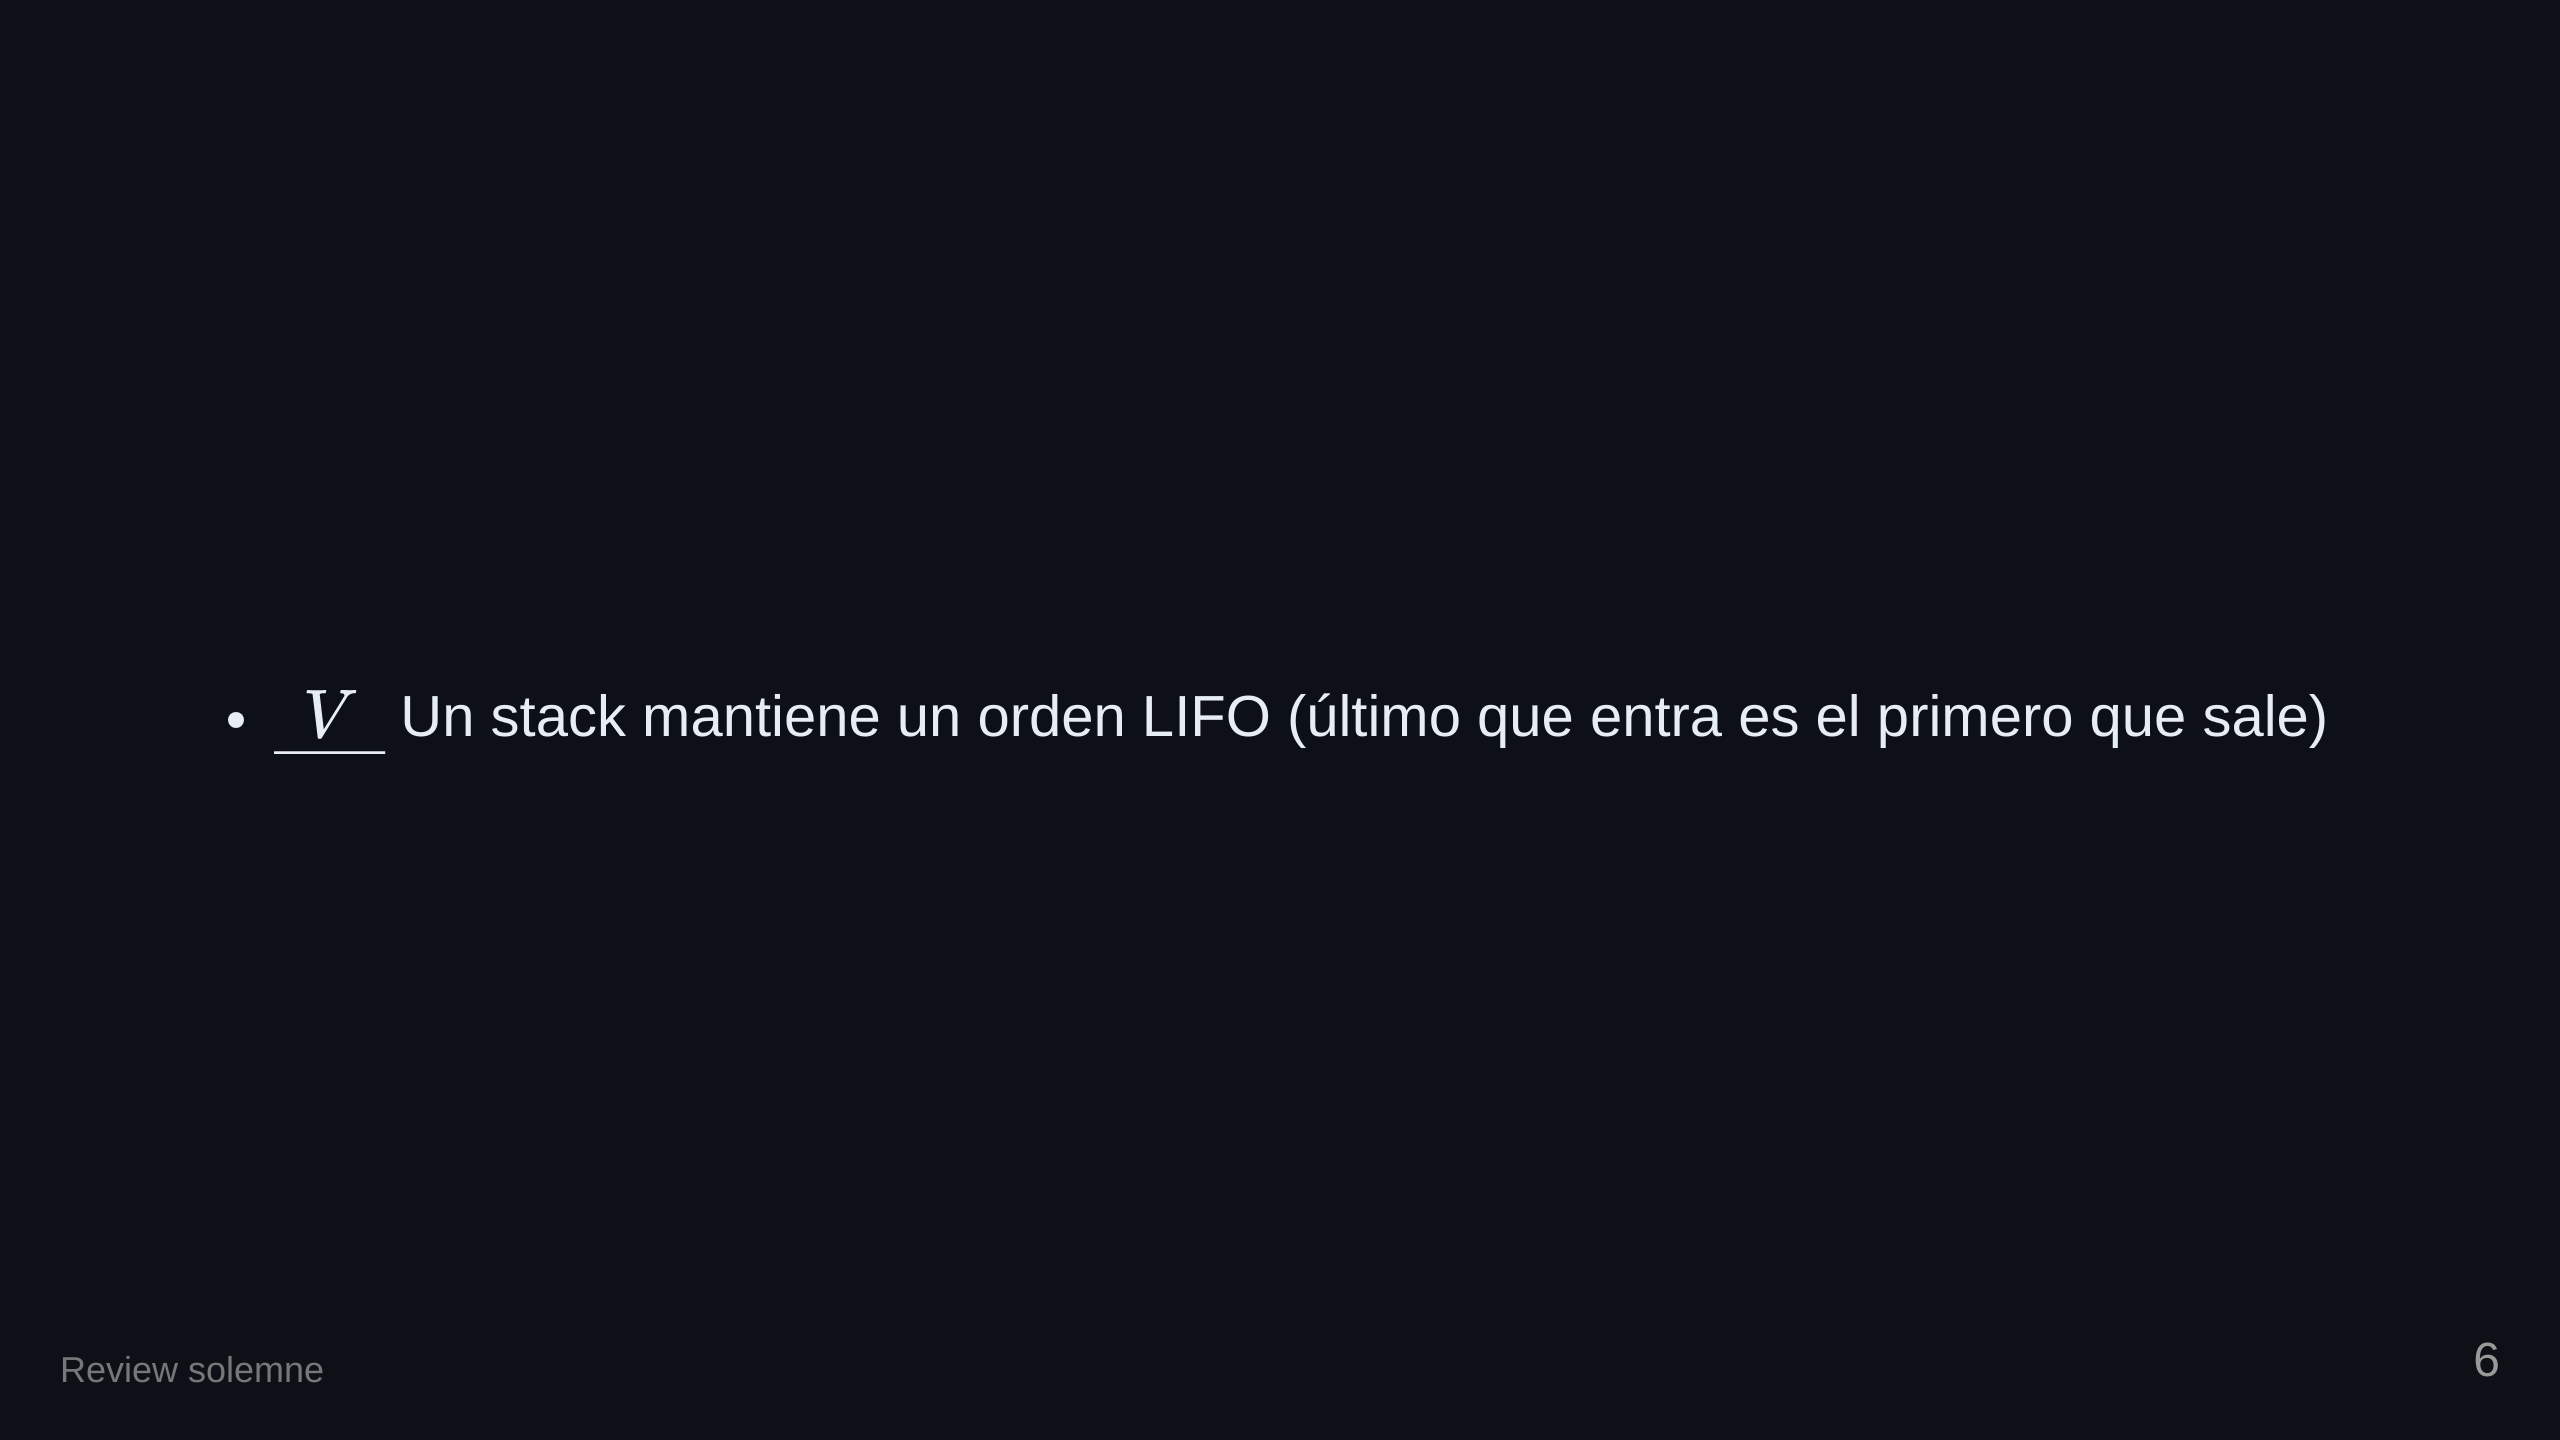 • V Un stack mantiene un orden LIFO (último que entra es el primero que sale)
Review solemne
6